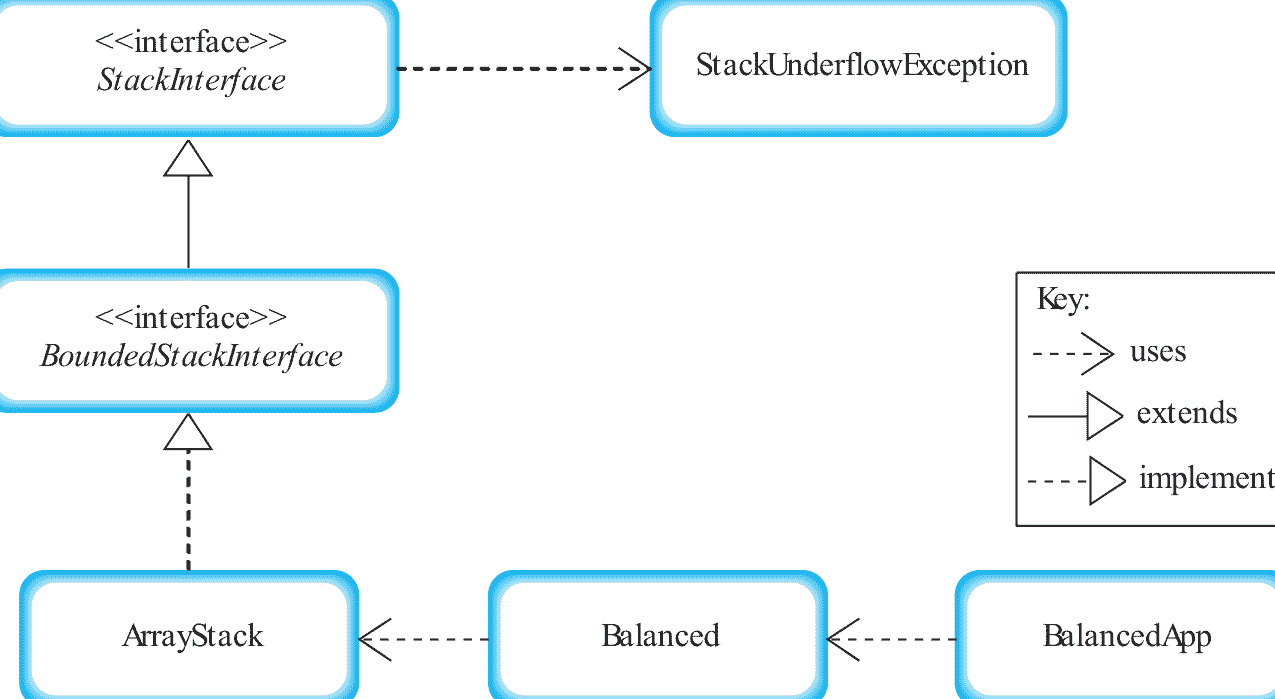 <<interface>>
StackInterface
StackUnderflowException
<<interface>>
BoundedStackInterface
Key:
uses
extends
implement
ArrayStack
Balanced
BalancedApp